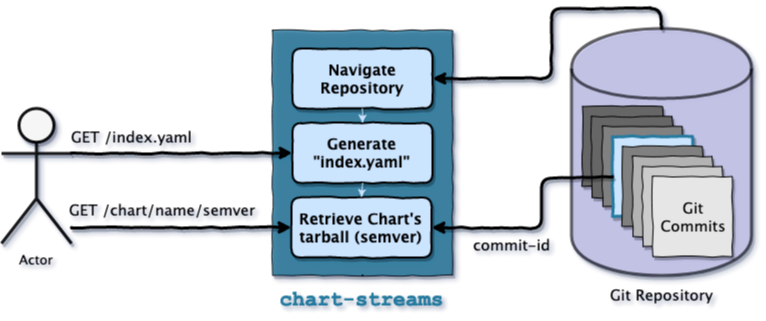 Navigate
Repository
GET /index.yaml
Generate
"index.yaml"
GET /chart/name/semver
Retrieve Chart's
tarball (semver)
commit-id
Git
Commits
Actor
chart-streams
Git Repository